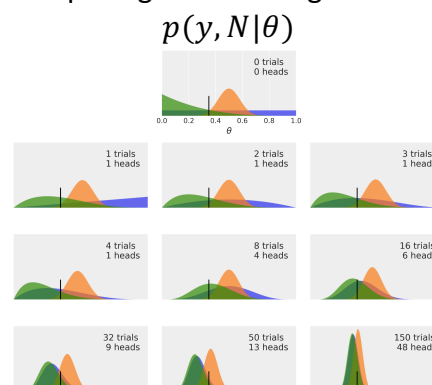 p(y, N|θ)
0 trials
0 heads
0.0 0.2 0.4 0.6 0.8 1.0
θ
1 trials
1 heads
2 trials
1 heads
3 trials
1 head
4 trials
1 heads
8 trials
4 heads
16 trials
6 head
32 trials
9 heads
50 trials
13 heads
150 trials
48 head